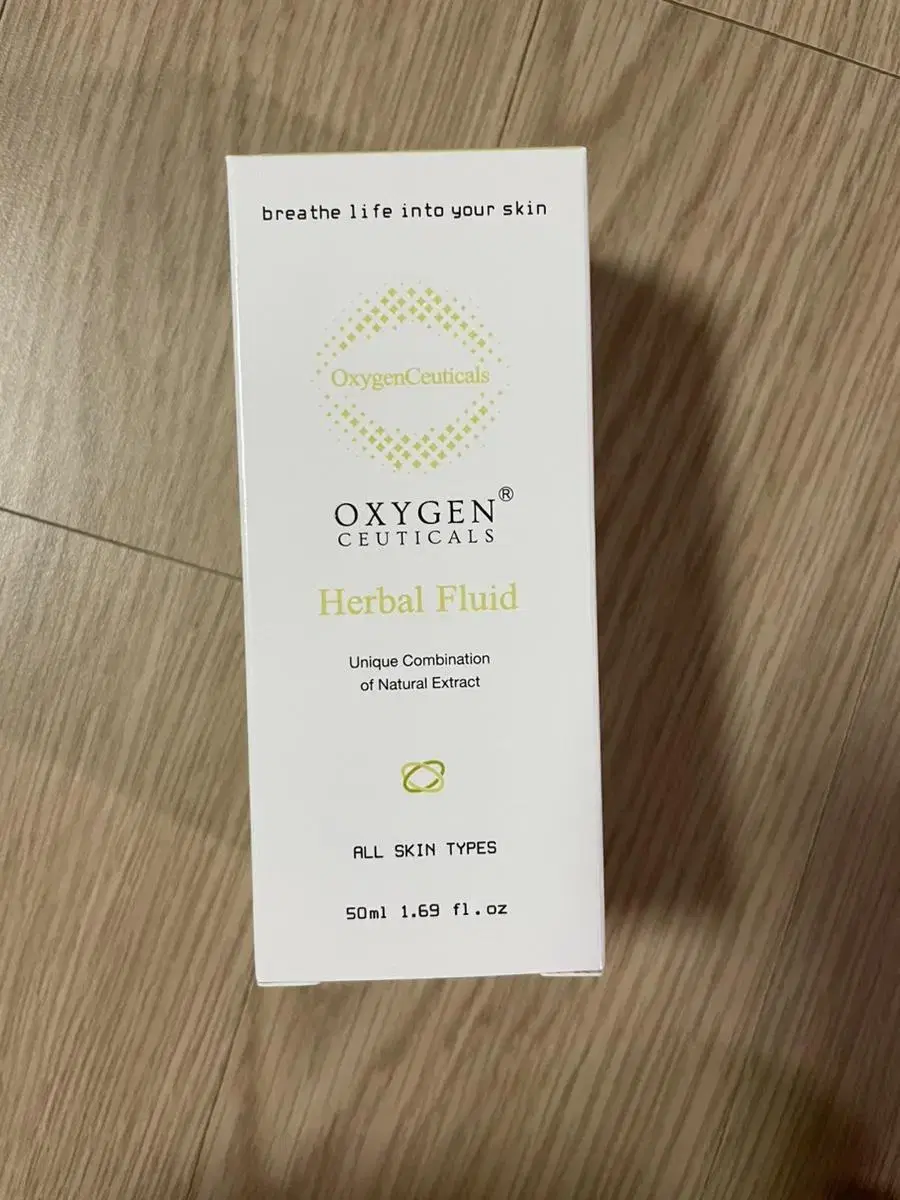 breathe life into your skin
OxygenCeuticals
OXYGEN®
CEUTICALS
Herbal Fluid
Unique Combination
of Natural Extract
ALL SKIN TYPES
50ml 1.69 fl.oz